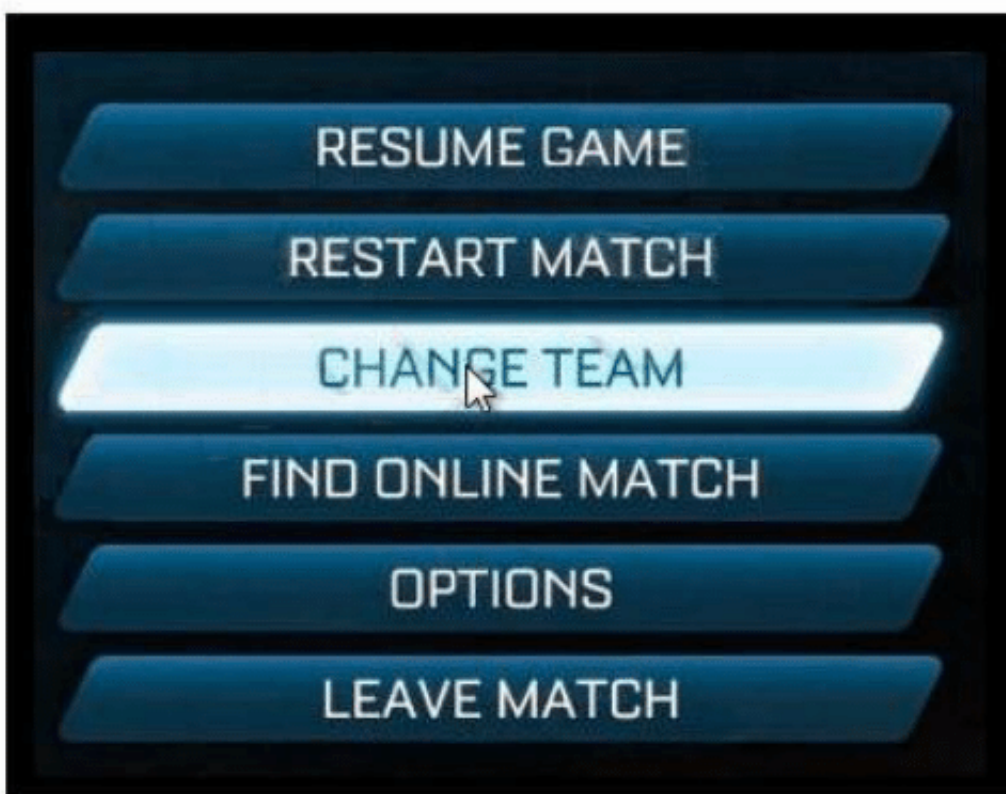 RESUME GAME
RESTART MATCH
CHANGE TEAM
FIND ONLINE MATCH
OPTIONS
LEAVE MATCH